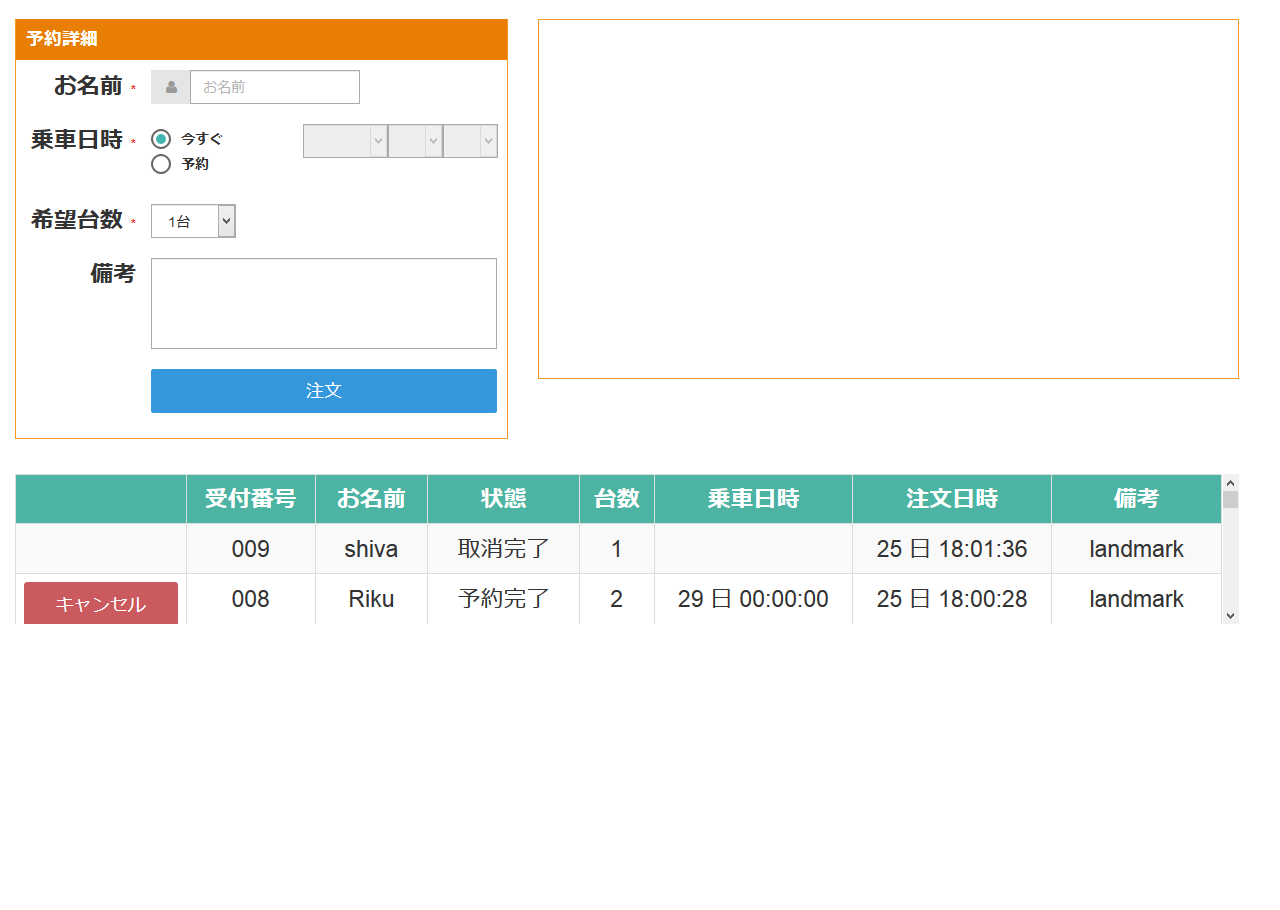 予約詳細
お名前 *
お名前
乗車日時 *
今すぐ
予約
希望台数 *
1台
備考
注文
受付番号 お名前 状態 台数 乗車日時 注文日時 備考
009 shiva 取消完了 1 25 日 18:01:36 landmark
キャンセル 008 Riku 予約完了 2 29 日 00:00:00 25 日 18:00:28 landmark